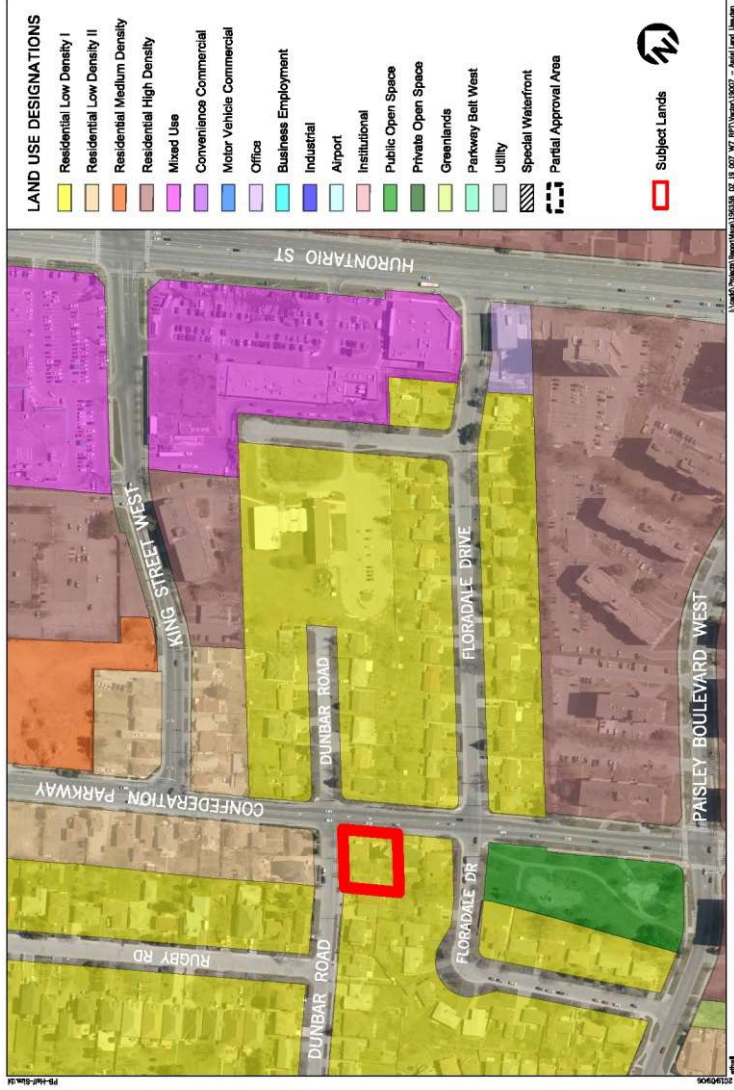 LAND USE DESIGNATIONS
Residential Low Density I
Residential Low Density II
Residential Medium Density
Residential High Density
Mixed Use
Convenience Commercial
Motor Vehicle Commercial
Office
Business Employment
Industrial
Airport
Institutional
Public Open Space
Private Open Space
Greenlands
Parkway Belt West
Utility
Special Waterfront
Partial Approval Area
Subject Lands
N
HURONTARIO ST
KING STREET WEST
CONFEDERATION PARKWAY
DUNBAR ROAD
FLORADALE DRIVE
RUGBY RD
DUNBAR ROAD
FLORADALE DR
PAISLEY BOULEVARD WEST